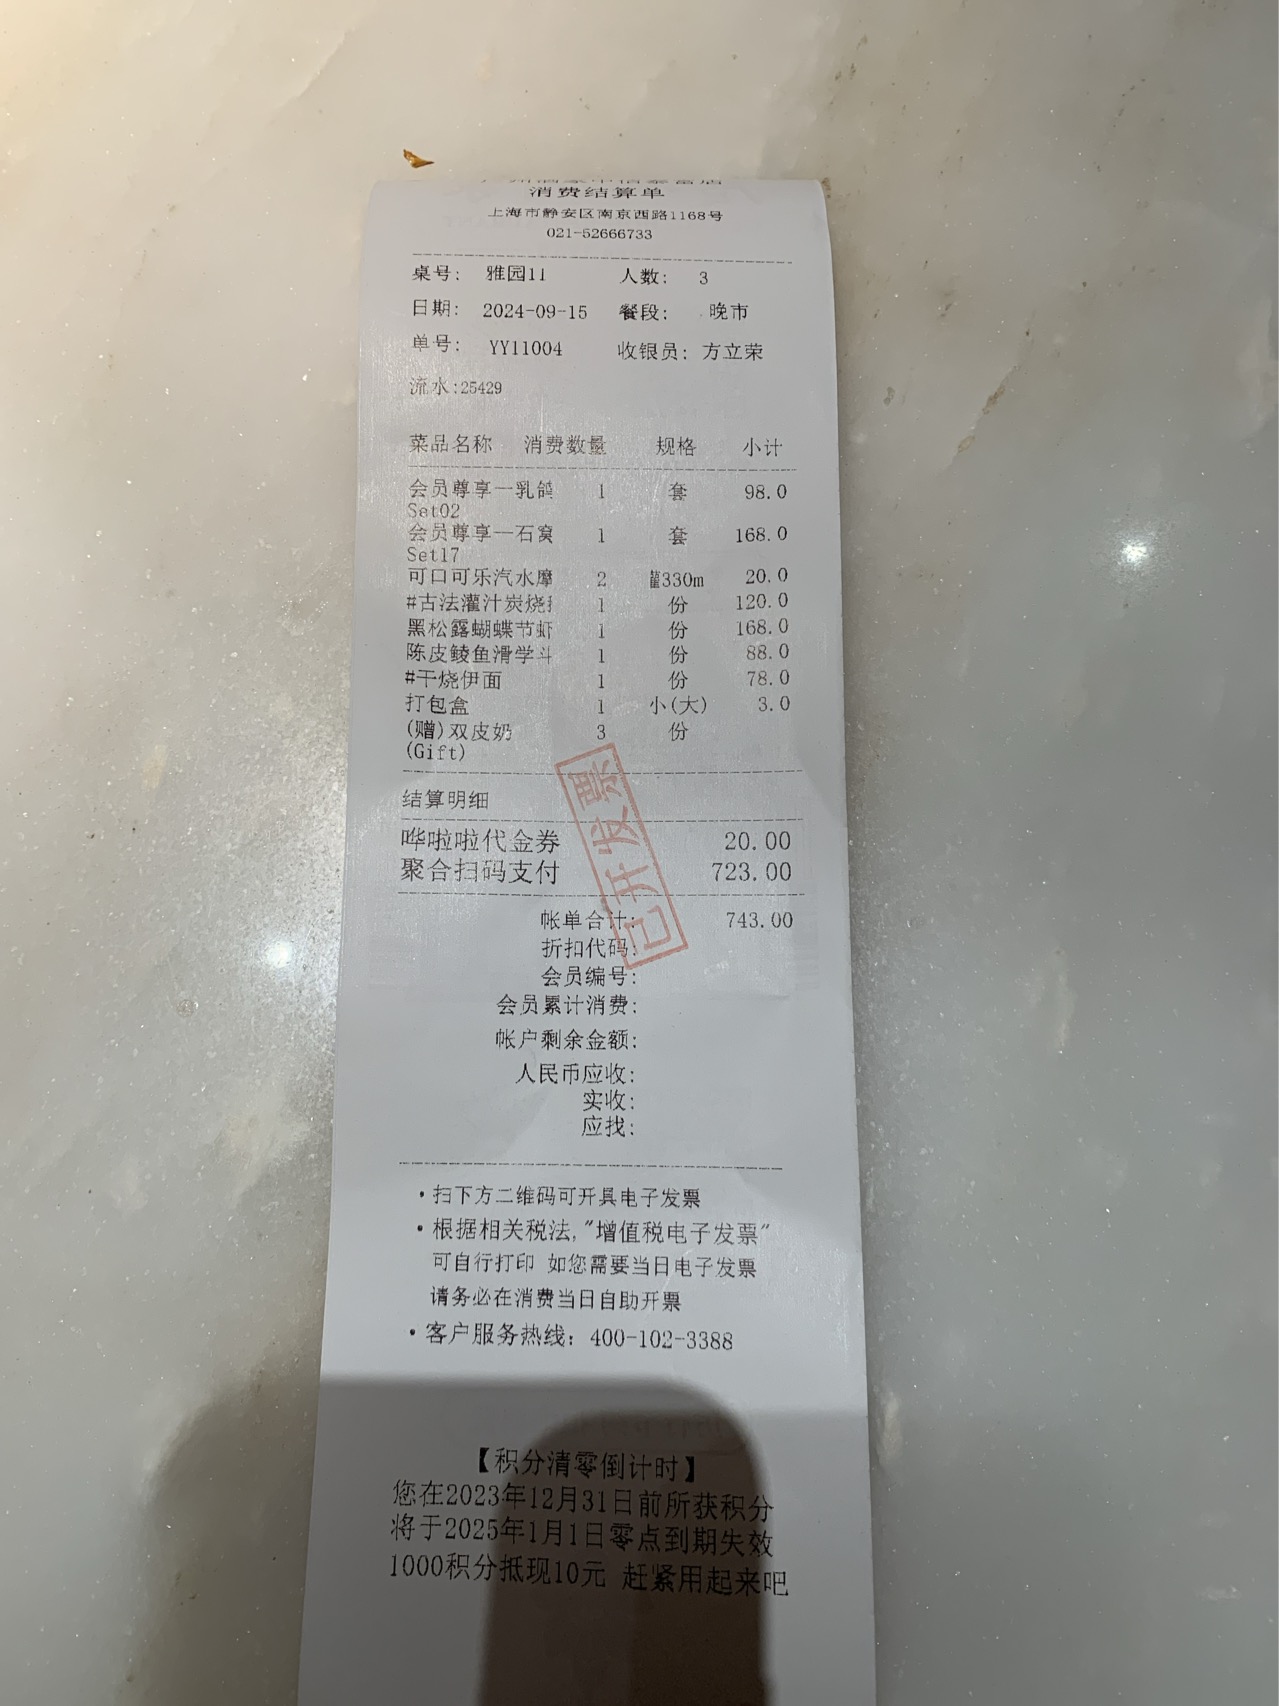 消费结算单
上海市静安区南京西路1168号
021-52666733
桌号: 雅园11 人数: 3
日期: 2024-09-15 餐段: 晚市
单号: YY11004 收银员: 方立荣
流水:25429
菜品名称 消费数量 规格 小计
会员尊享一乳鸽 1 套 98.0
Set02
会员尊享一石窝 1 套 168.0
Set17
可口可乐汽水摩 2 330m 20.0
#古法灌汁炭烧 1 份 120.0
黑松露蝴蝶节虾 1 份 168.0
陈皮鲮鱼滑学斗 1 份 88.0
#干烧伊面 1 份 78.0
打包盒 1 小(大) 3.0
(赠)双皮奶 3 份
(Gift)
结算明细
哗啦啦代金券 20.00
聚合扫码支付 723.00
已开发票
帐单合计: 743.00
折扣代码:
会员编号:
会员累计消费:
帐户剩余金额:
人民币应收:
实收:
应找:
·扫下方二维码可开具电子发票
·根据相关税法,"增值税电子发票"
可自行打印 如您需要当日电子发票
请务必在消费当日自助开票
·客户服务热线: 400-102-3388
【积分清零倒计时】
您在2023年12月31日前所获积分
将于2025年1月1日零点到期失效
1000积分抵现10元 赶紧用起来吧